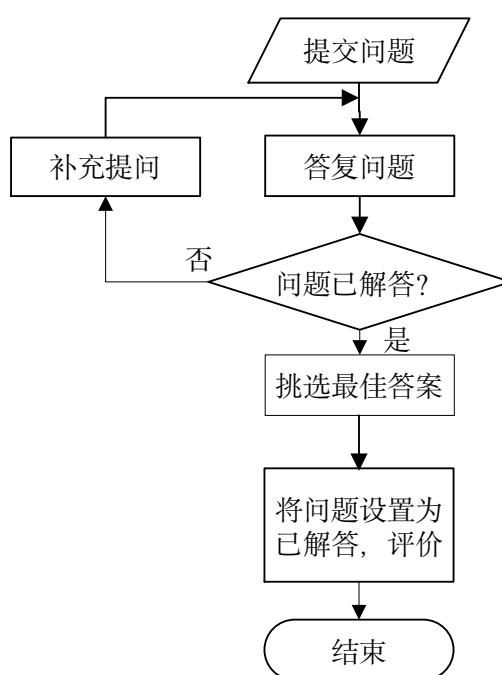 提交问题
补充提问
答复问题
否
问题已解答?
是
挑选最佳答案
将问题设置为
已解答，评价
结束